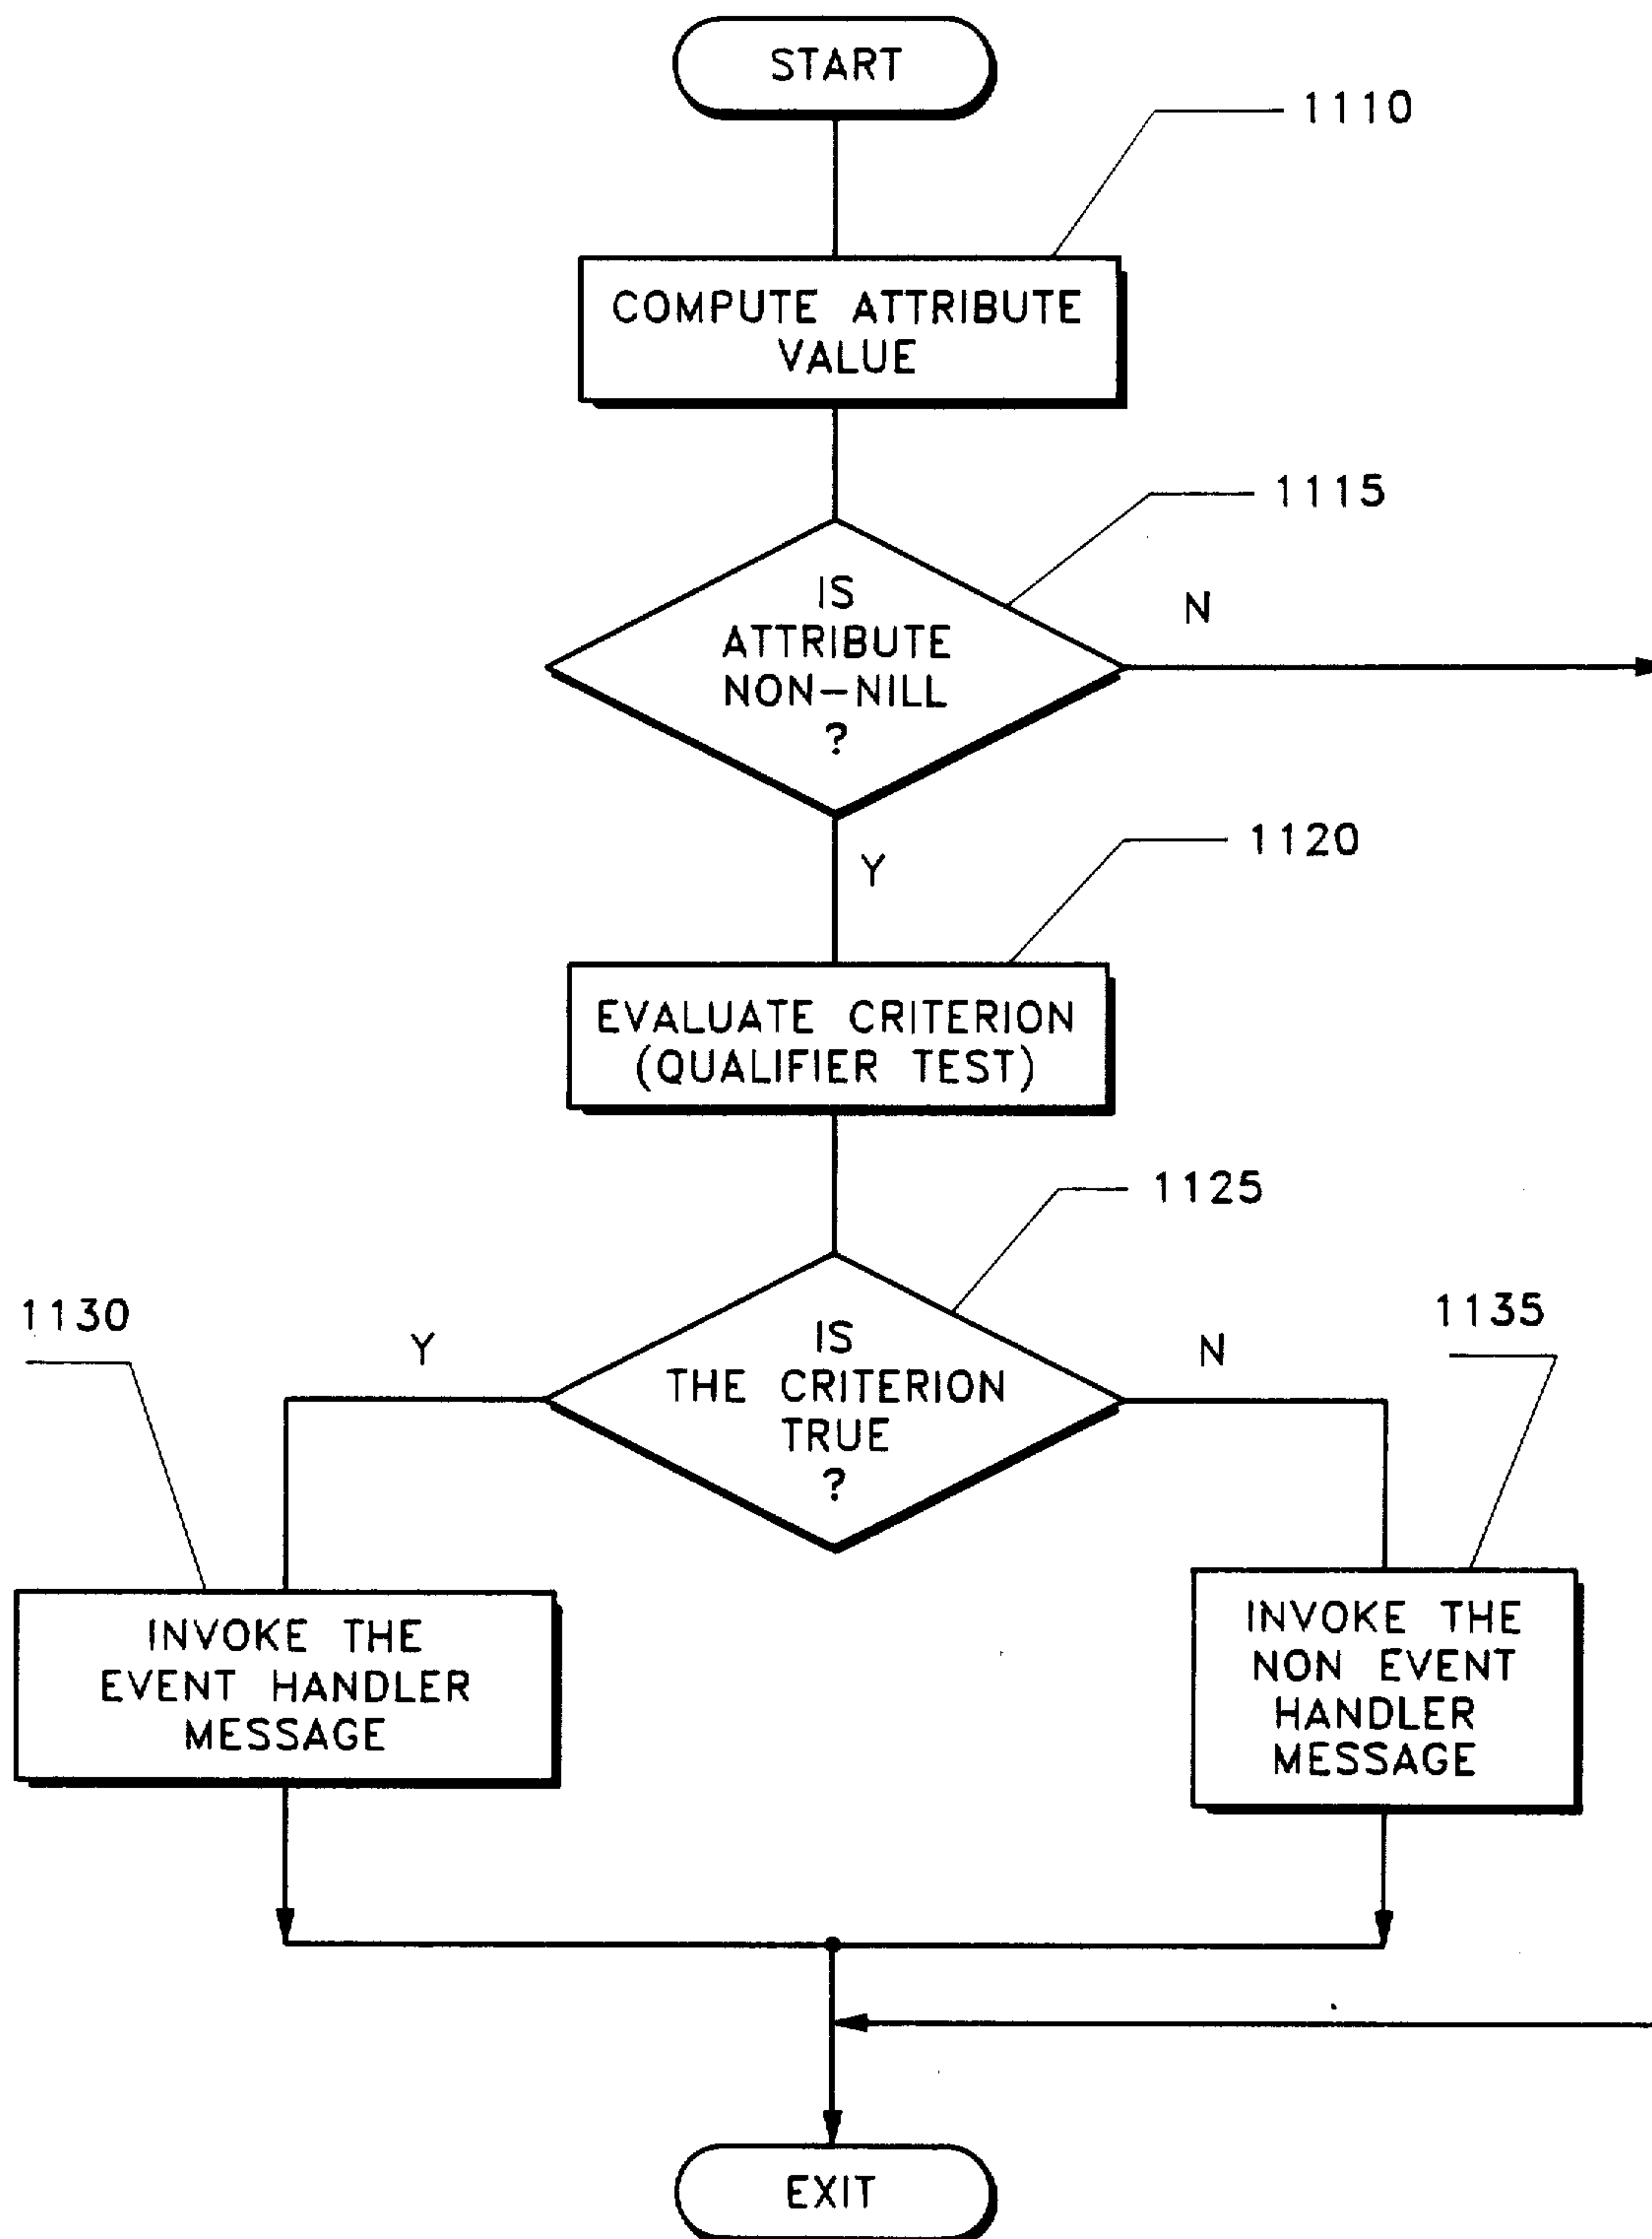 START
1110
COMPUTE ATTRIBUTE
VALUE
1115
IS
ATTRIBUTE
NON-NILL
?
N
Y
1120
EVALUATE CRITERION
(QUALIFIER TEST)
1125
IS
THE CRITERION
TRUE
?
Y
N
1130
1135
INVOKE THE
EVENT HANDLER
MESSAGE
INVOKE THE
NON EVENT
HANDLER
MESSAGE
EXIT